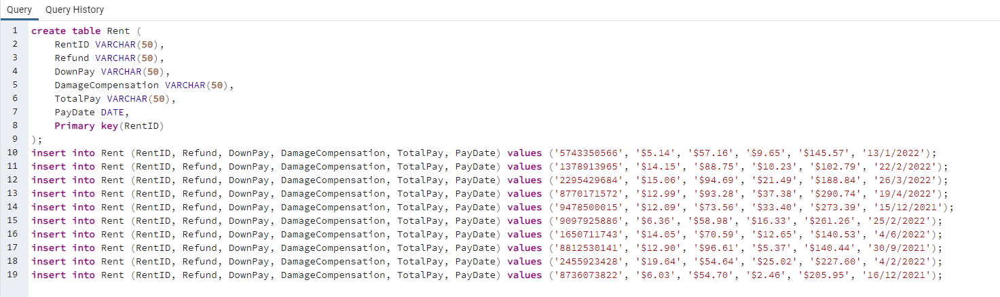 Query Query History
1 create table Rent (
2 RentID VARCHAR(50),
3 Refund VARCHAR(50),
4 DownPay VARCHAR(50),
5 DamageCompensation VARCHAR(50),
6 TotalPay VARCHAR(50),
7 PayDate DATE,
8 Primary key(RentID)
9 );
10 insert into Rent (RentID, Refund, DownPay, DamageCompensation, TotalPay, PayDate) values ('5743350566', '$5.14', '$57.16', '$9.65', '$145.57', '13/1/2022');
11 insert into Rent (RentID, Refund, DownPay, DamageCompensation, TotalPay, PayDate) values ('1378913965', '$14.15', '$88.75', '$10.23', '$102.79', '22/2/2022');
12 insert into Rent (RentID, Refund, DownPay, DamageCompensation, TotalPay, PayDate) values ('2295429684', '$15.06', '$94.69', '$21.49', '$188.84', '26/3/2022');
13 insert into Rent (RentID, Refund, DownPay, DamageCompensation, TotalPay, PayDate) values ('8770171572', '$12.99', '$93.28', '$37.38', '$290.74', '19/4/2022');
14 insert into Rent (RentID, Refund, DownPay, DamageCompensation, TotalPay, PayDate) values ('9478500015', '$12.09', '$73.56', '$33.40', '$273.39', '15/12/2021');
15 insert into Rent (RentID, Refund, DownPay, DamageCompensation, TotalPay, PayDate) values ('9097925886', '$6.36', '$58.98', '$16.33', '$261.26', '25/2/2022');
16 insert into Rent (RentID, Refund, DownPay, DamageCompensation, TotalPay, PayDate) values ('1650711743', '$14.05', '$70.59', '$12.65', '$140.53', '4/6/2022');
17 insert into Rent (RentID, Refund, DownPay, DamageCompensation, TotalPay, PayDate) values ('8812530141', '$12.90', '$96.61', '$5.37', '$140.44', '30/9/2021');
18 insert into Rent (RentID, Refund, DownPay, DamageCompensation, TotalPay, PayDate) values ('2455923428', '$19.64', '$54.64', '$25.02', '$227.60', '4/2/2022');
19 insert into Rent (RentID, Refund, DownPay, DamageCompensation, TotalPay, PayDate) values ('8736073822', '$6.03', '$54.70', '$2.46', '$205.95', '16/12/2021');